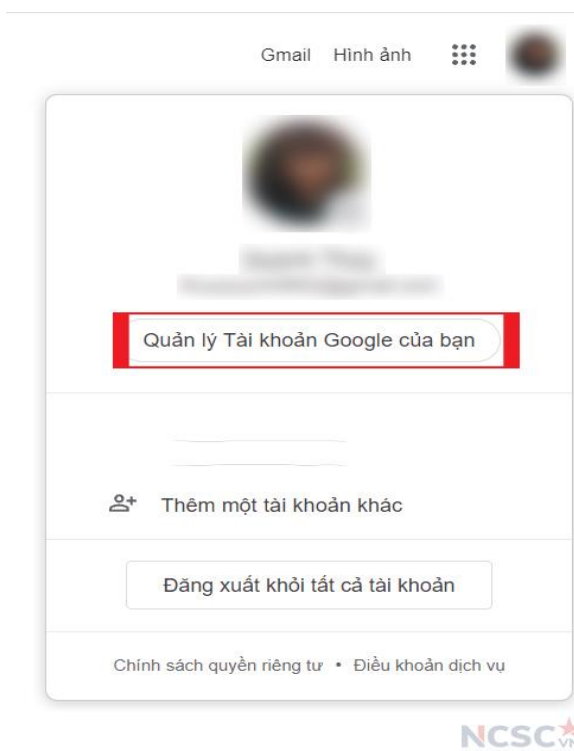 Gmail Hình ảnh
Quản lý Tài khoản Google của bạn
Thêm một tài khoản khác
Đăng xuất khỏi tất cả tài khoản
Chính sách quyền riêng tư • Điều khoản dịch vụ
NCSC VN